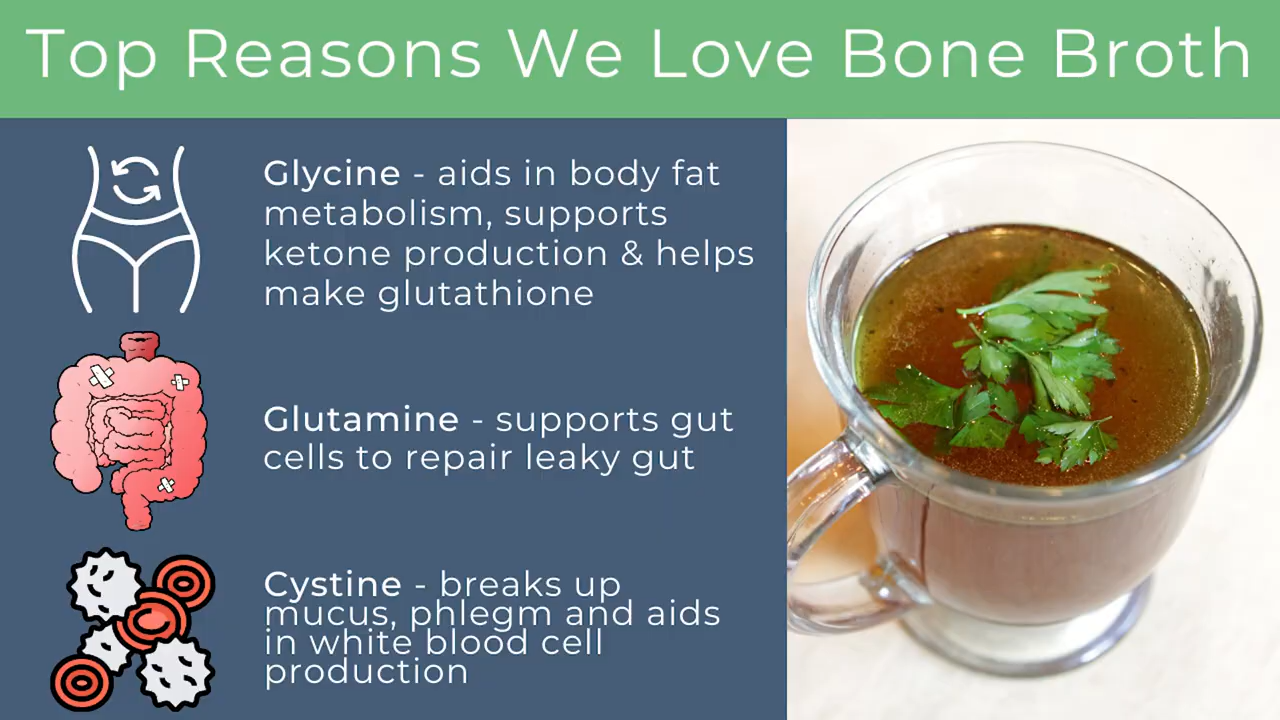 Top Reasons We Love Bone Broth
Glycine - aids in body fat
metabolism, supports
ketone production & helps
make glutathione
Glutamine - supports gut
cells to repair leaky gut
Cystine - breaks up
mucus, phlegm and aids
in white blood cell
production